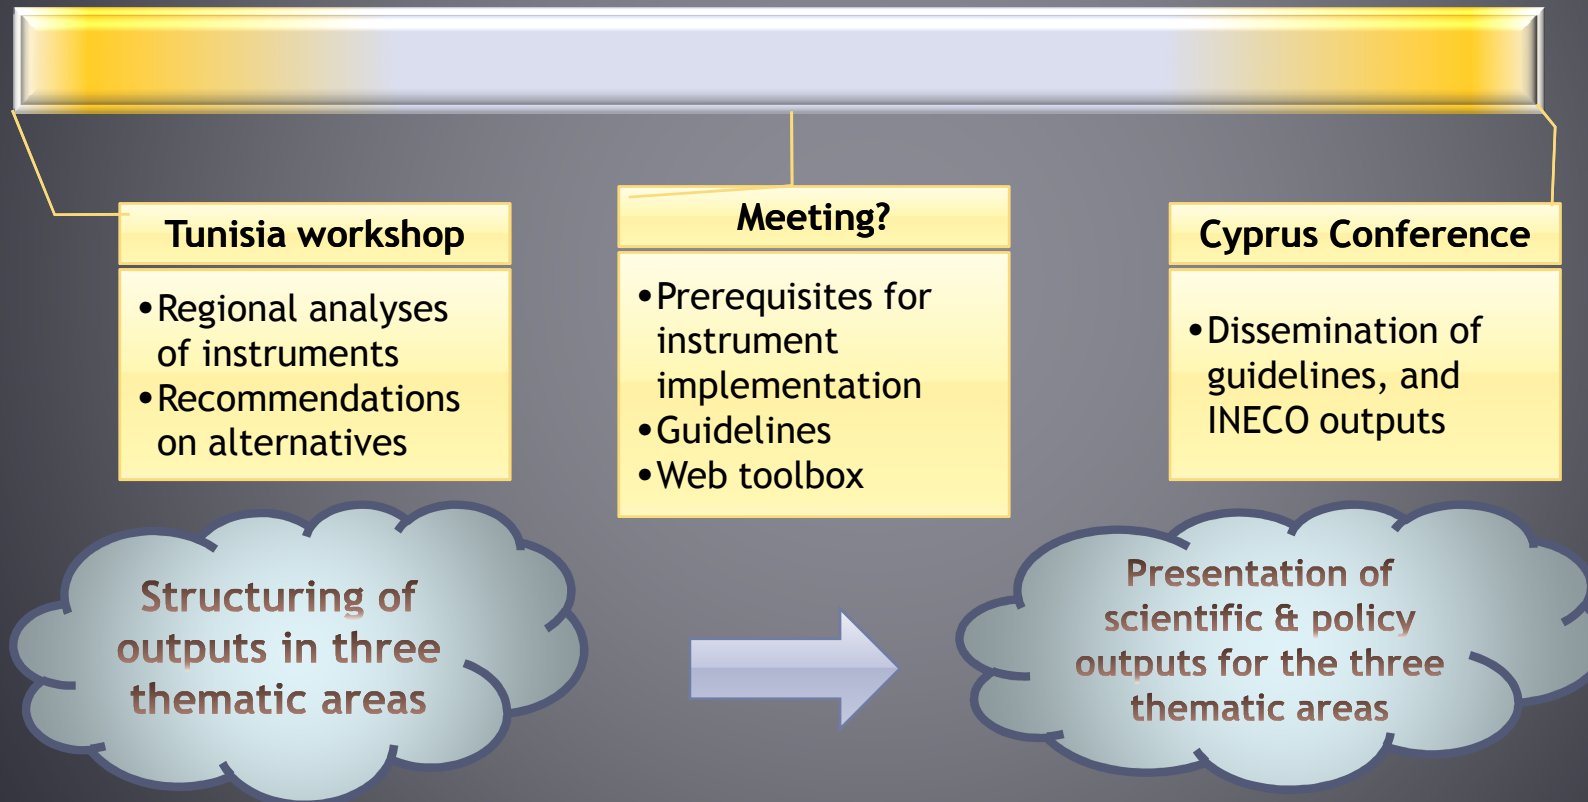 Tunisia workshop
•Regional analyses
of instruments
•Recommendations
on alternatives
Meeting?
•Prerequisites for
instrument
implementation
•Guidelines
•Web toolbox
Cyprus Conference
•Dissemination of
guidelines, and
INECO outputs
Structuring of
outputs in three
thematic areas
Presentation of
scientific & policy
outputs for the three
thematic areas